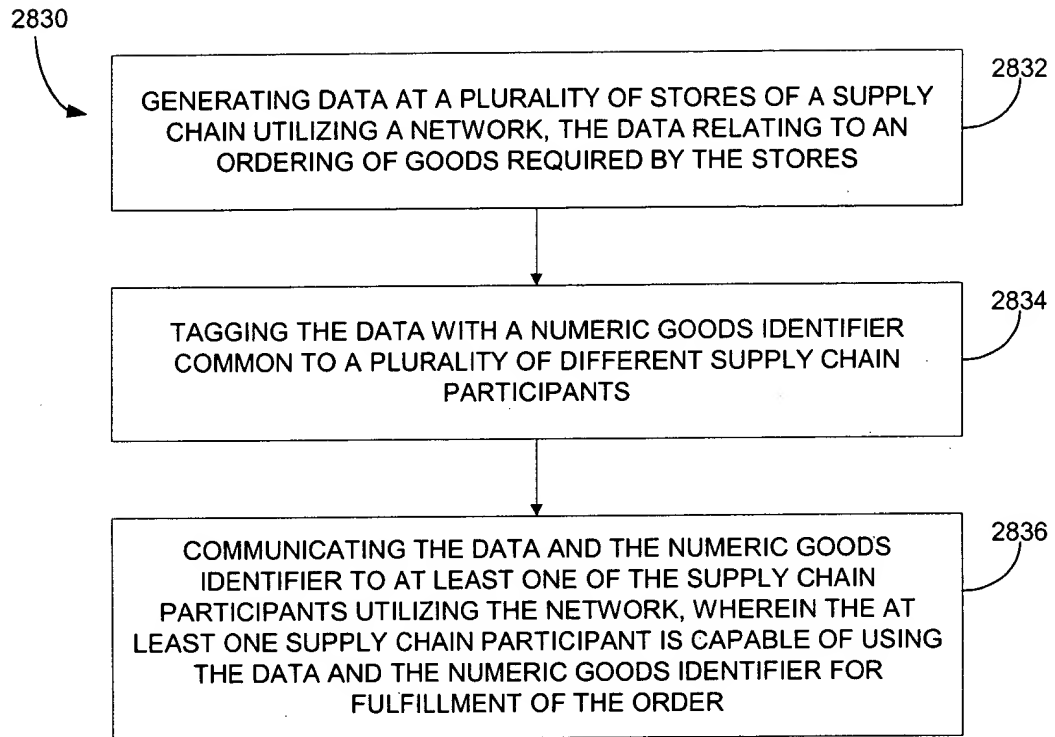 2830
2832
GENERATING DATA AT A PLURALITY OF STORES OF A SUPPLY
CHAIN UTILIZING A NETWORK, THE DATA RELATING TO AN
ORDERING OF GOODS REQUIRED BY THE STORES
2834
TAGGING THE DATA WITH A NUMERIC GOODS IDENTIFIER
COMMON TO A PLURALITY OF DIFFERENT SUPPLY CHAIN
PARTICIPANTS
2836
COMMUNICATING THE DATA AND THE NUMERIC GOODS
IDENTIFIER TO AT LEAST ONE OF THE SUPPLY CHAIN
PARTICIPANTS UTILIZING THE NETWORK, WHEREIN THE AT
LEAST ONE SUPPLY CHAIN PARTICIPANT IS CAPABLE OF USING
THE DATA AND THE NUMERIC GOODS IDENTIFIER FOR
FULFILLMENT OF THE ORDER